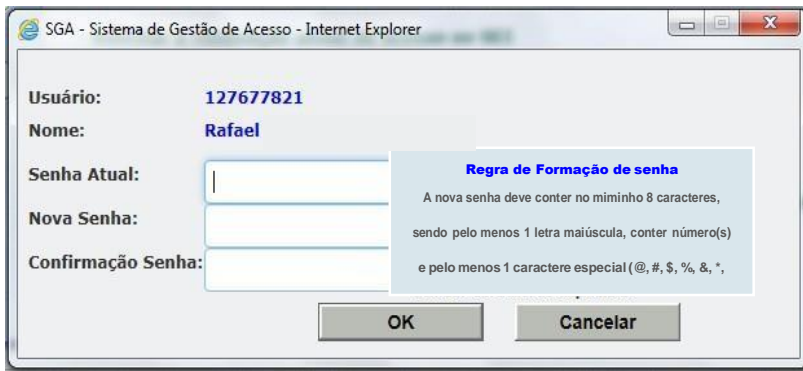 SGA - Sistema de Gestão de Acesso - Internet Explorer
Usuário: 127677821
Nome: Rafael
Senha Atual:
Regra de Formação de senha
A nova senha deve conter no miminho 8 caracteres,
sendo pelo menos 1 letra maiúscula, conter número(s)
e pelo menos 1 caractere especial (@, #, $, %, &, *,
Nova Senha:
Confirmação Senha:
OK Cancelar